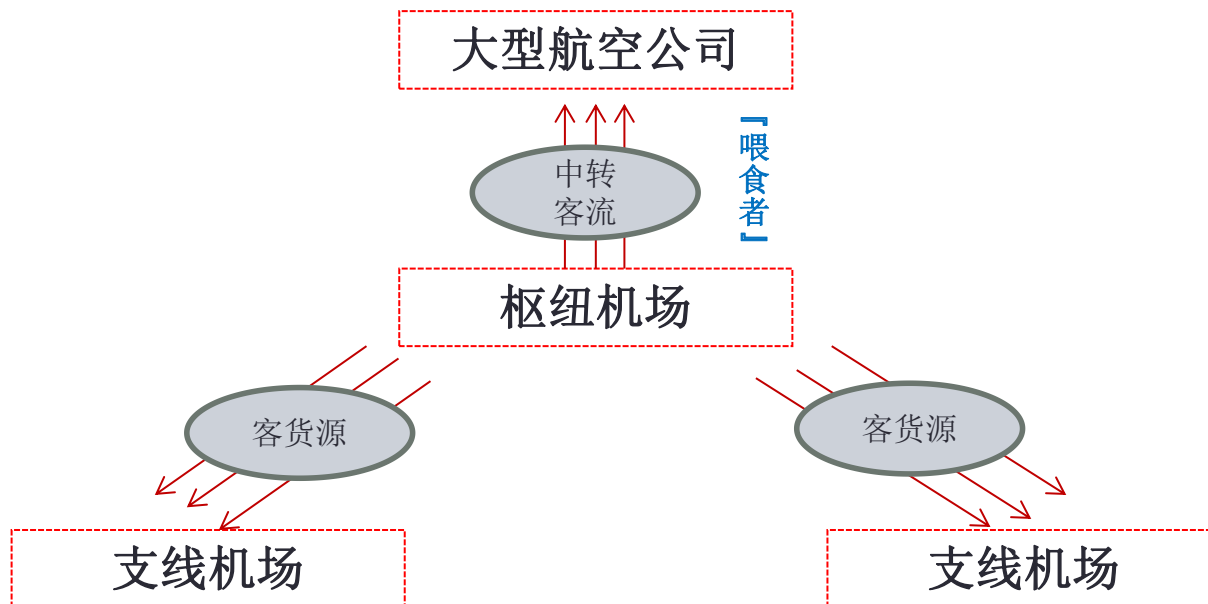 大型航空公司
『喂食者』
中转
客流
枢纽机场
客货源
客货源
支线机场
支线机场